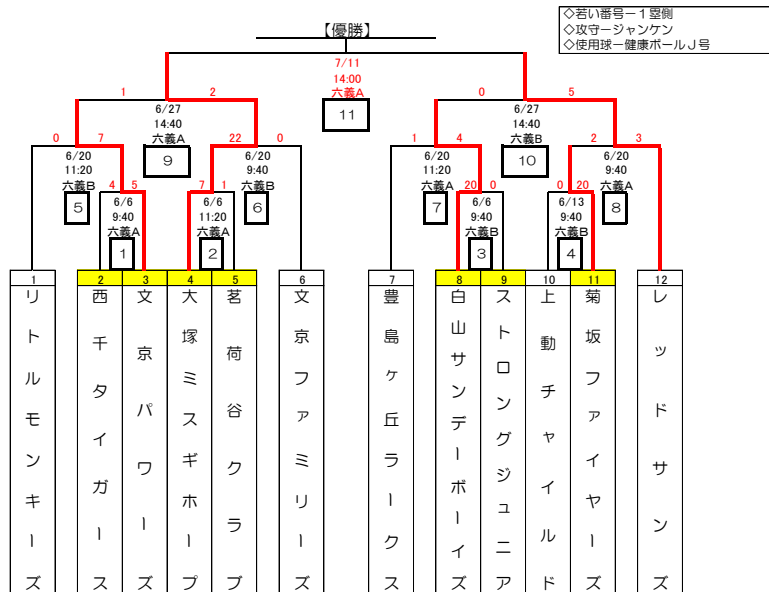 【優勝】
◇若い番号－１塁側
◇攻守－ジャンケン
◇使用球－健康ボールＪ号
7/11
14:00
六義A
11
1
2
0
5
6/27
14:40
六義A
9
6/27
14:40
六義B
10
0
7
22
0
1
4
2
3
6/20
11:20
六義B
5
6/20
9:40
六義B
6
6/20
11:20
六義A
7
6/20
9:40
六義A
8
4
5
7
1
20
0
0
20
6/6
9:40
六義A
1
6/6
11:20
六義A
2
6/6
9:40
六義B
3
6/13
9:40
六義B
4
1
リトルモンキーズ
2
西千タイガース
3
文京パワーズ
4
大塚ミスギホープ
5
茗荷谷クラブ
6
文京ファミリーズ
7
豊島ヶ丘ラークス
8
白山サンデーボーイズ
9
ストロングジュニア
10
上動チャイルド
11
菊坂ファイヤーズ
12
レッドサンズ